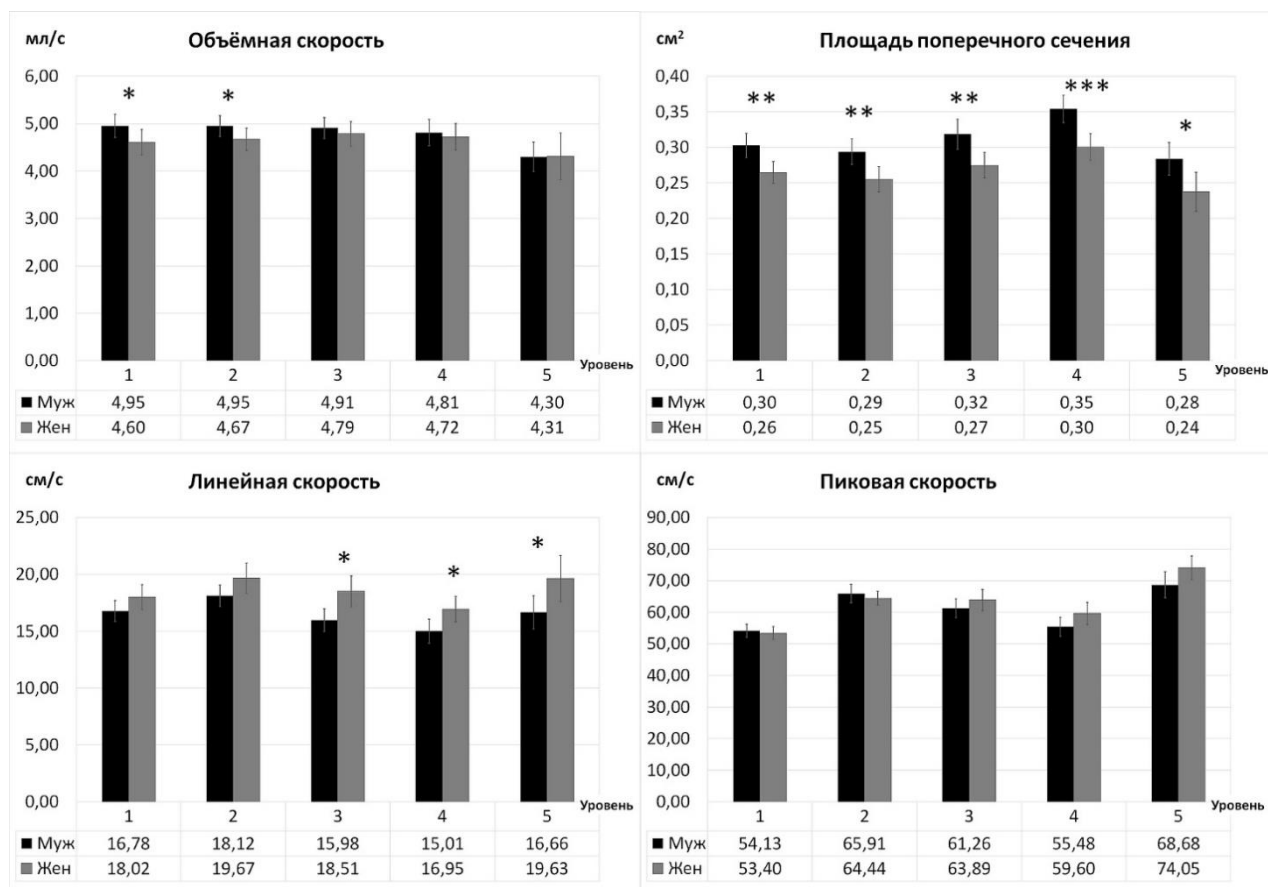 мл/с
Объёмная скорость
6,00
5,00
4,00
3,00
2,00
1,00
0,00
* *
Уровень
1 2 3 4 5
Муж 4,95 4,95 4,91 4,81 4,30
Жен 4,60 4,67 4,79 4,72 4,31
см²
Площадь поперечного сечения
0,40
0,35
0,30
0,25
0,20
0,15
0,10
0,05
0,00
** ** ** *** *
Уровень
1 2 3 4 5
Муж 0,30 0,29 0,32 0,35 0,28
Жен 0,26 0,25 0,27 0,30 0,24
см/с
Линейная скорость
25,00
20,00
15,00
10,00
5,00
0,00
* * *
Уровень
1 2 3 4 5
Муж 16,78 18,12 15,98 15,01 16,66
Жен 18,02 19,67 18,51 16,95 19,63
см/с
Пиковая скорость
90,00
80,00
70,00
60,00
50,00
40,00
30,00
20,00
10,00
0,00
Уровень
1 2 3 4 5
Муж 54,13 65,91 61,26 55,48 68,68
Жен 53,40 64,44 63,89 59,60 74,05